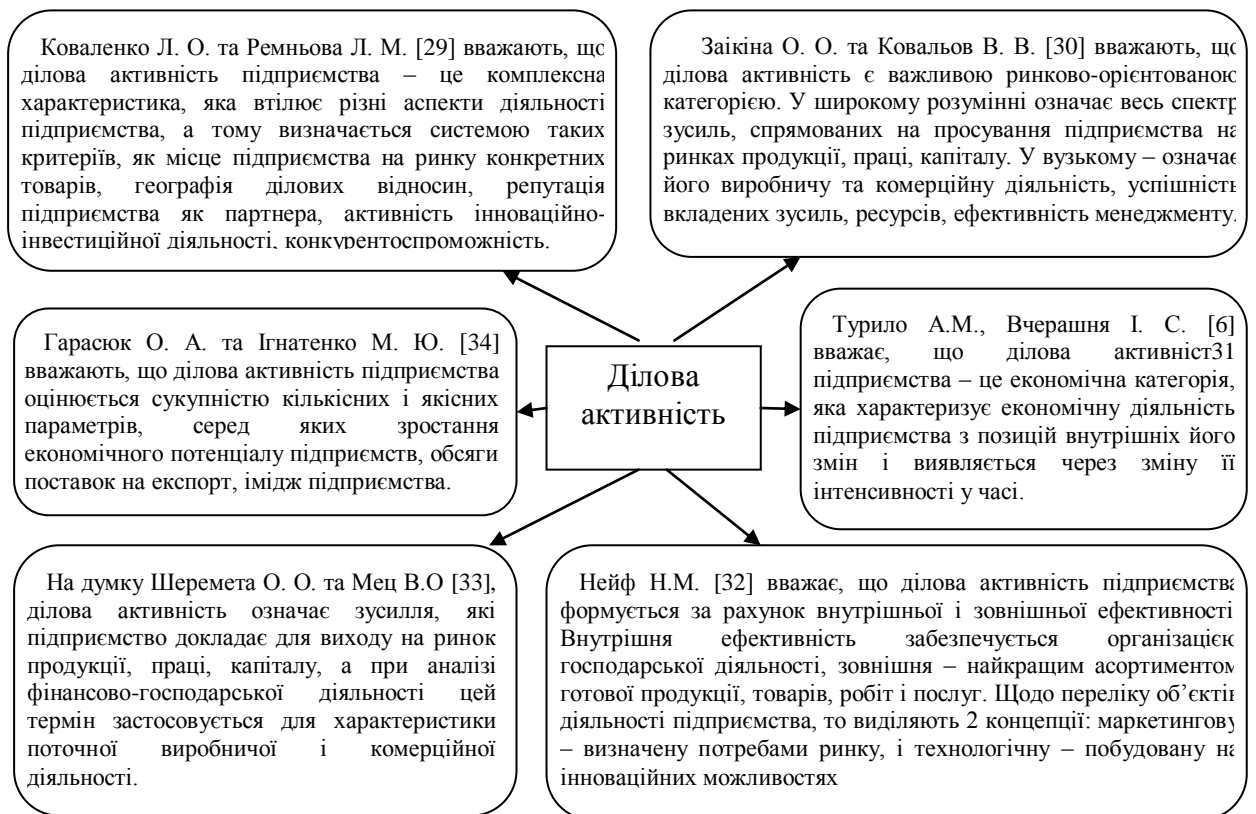 Коваленко Л. О. та Ремньова Л. М. [29] вважають, що
ділова активність підприємства – це комплексна
характеристика, яка втілює різні аспекти діяльності
підприємства, а тому визначається системою таких
критеріїв, як місце підприємства на ринку конкретних
товарів, географія ділових відносин, репутація
підприємства як партнера, активність інноваційно-
інвестиційної діяльності, конкурентоспроможність.
Заікіна О. О. та Ковальов В. В. [30] вважають, що
ділова активність є важливою ринково-орієнтованою
категорією. У широкому розумінні означає весь спектр
зусиль, спрямованих на просування підприємства на
ринках продукції, праці, капіталу. У вузькому – означає
його виробничу та комерційну діяльність, успішність
вкладених зусиль, ресурсів, ефективність менеджменту.
Гарасюк О. А. та Ігнатенко М. Ю. [34]
вважають, що ділова активність підприємства
оцінюється сукупністю кількісних і якісних
параметрів, серед яких зростання
економічного потенціалу підприємств, обсяги
поставок на експорт, імідж підприємства.
Ділова
активність
Турило А.М., Вчерашня І. С. [6]
вважає, що ділова активніст31
підприємства – це економічна категорія,
яка характеризує економічну діяльність
підприємства з позицій внутрішніх його
змін і виявляється через зміну її
інтенсивності у часі.
На думку Шеремета О. О. та Мец В.О [33],
ділова активність означає зусилля, які
підприємство докладає для виходу на ринок
продукції, праці, капіталу, а при аналізі
фінансово-господарської діяльності цей
термін застосовується для характеристики
поточної виробничої і комерційної
діяльності.
Нейф Н.М. [32] вважає, що ділова активність підприємства
формується за рахунок внутрішньої і зовнішньої ефективності
Внутрішня ефективність забезпечується організацією
господарської діяльності, зовнішня – найкращим асортиментом
готової продукції, товарів, робіт і послуг. Щодо переліку об’єктів
діяльності підприємства, то виділяють 2 концепції: маркетингову
– визначену потребами ринку, і технологічну – побудовану на
інноваційних можливостях